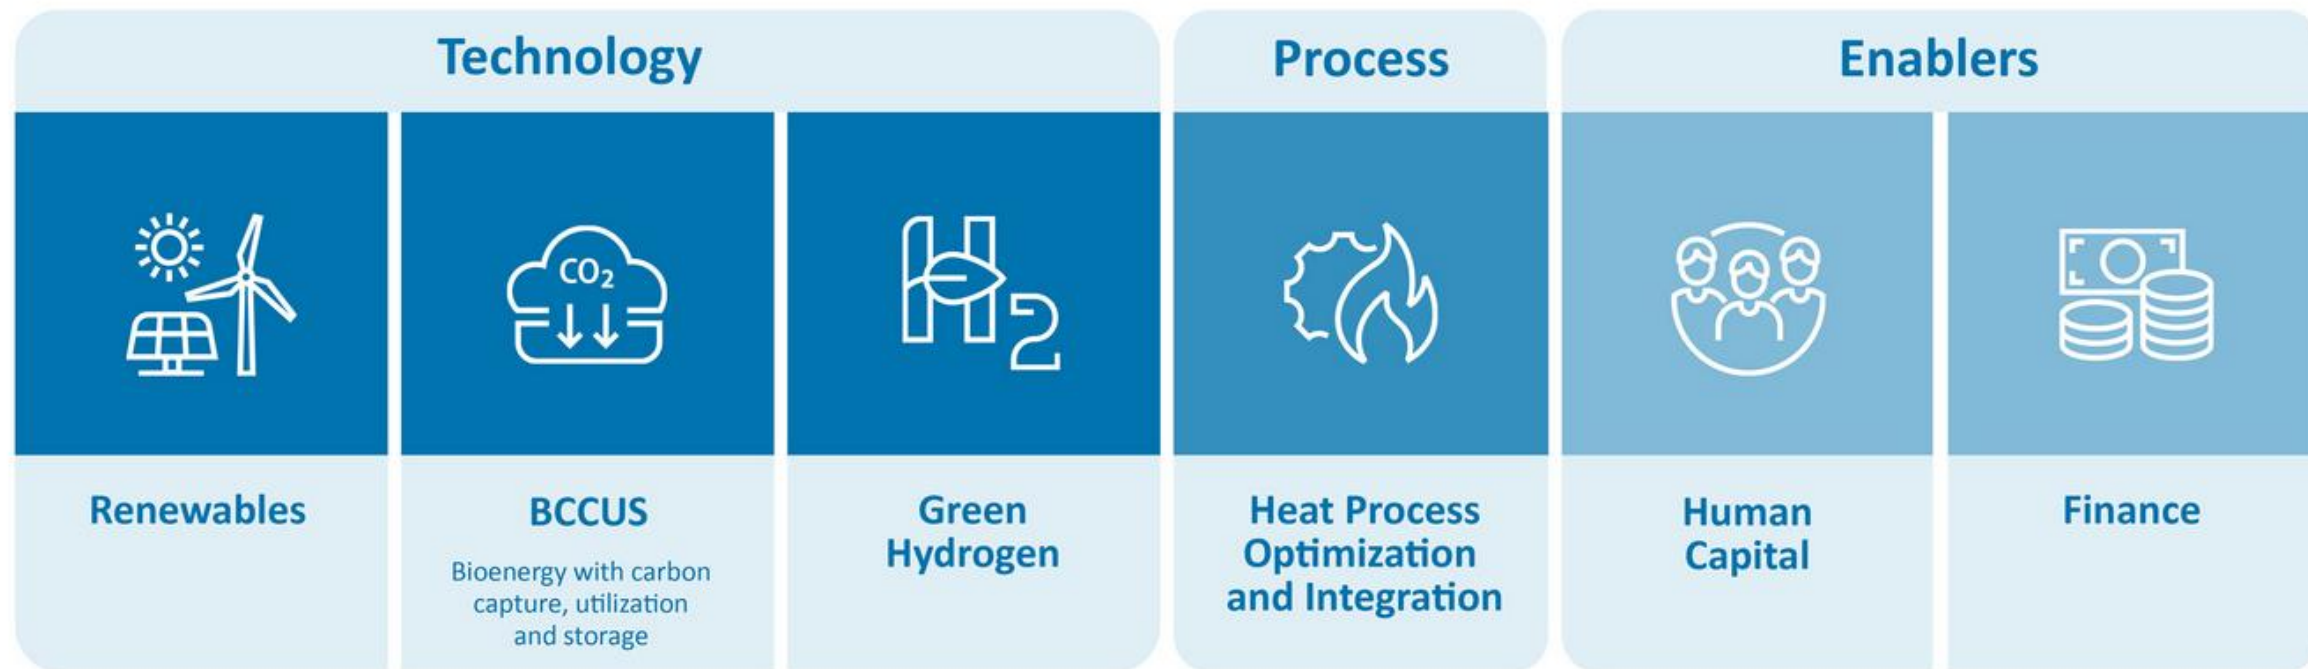 Technology
Process
Enablers
CO₂
H₂
Renewables
BCCUS
Bioenergy with carbon
capture, utilization
and storage
Green
Hydrogen
Heat Process
Optimization
and Integration
Human
Capital
Finance